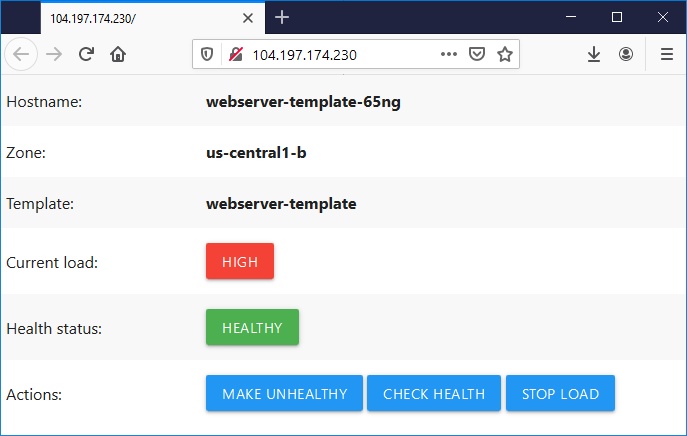 104.197.174.230/
104.197.174.230
Hostname: webserver-template-65ng
Zone: us-central1-b
Template: webserver-template
Current load: HIGH
Health status: HEALTHY
Actions: MAKE UNHEALTHY CHECK HEALTH STOP LOAD